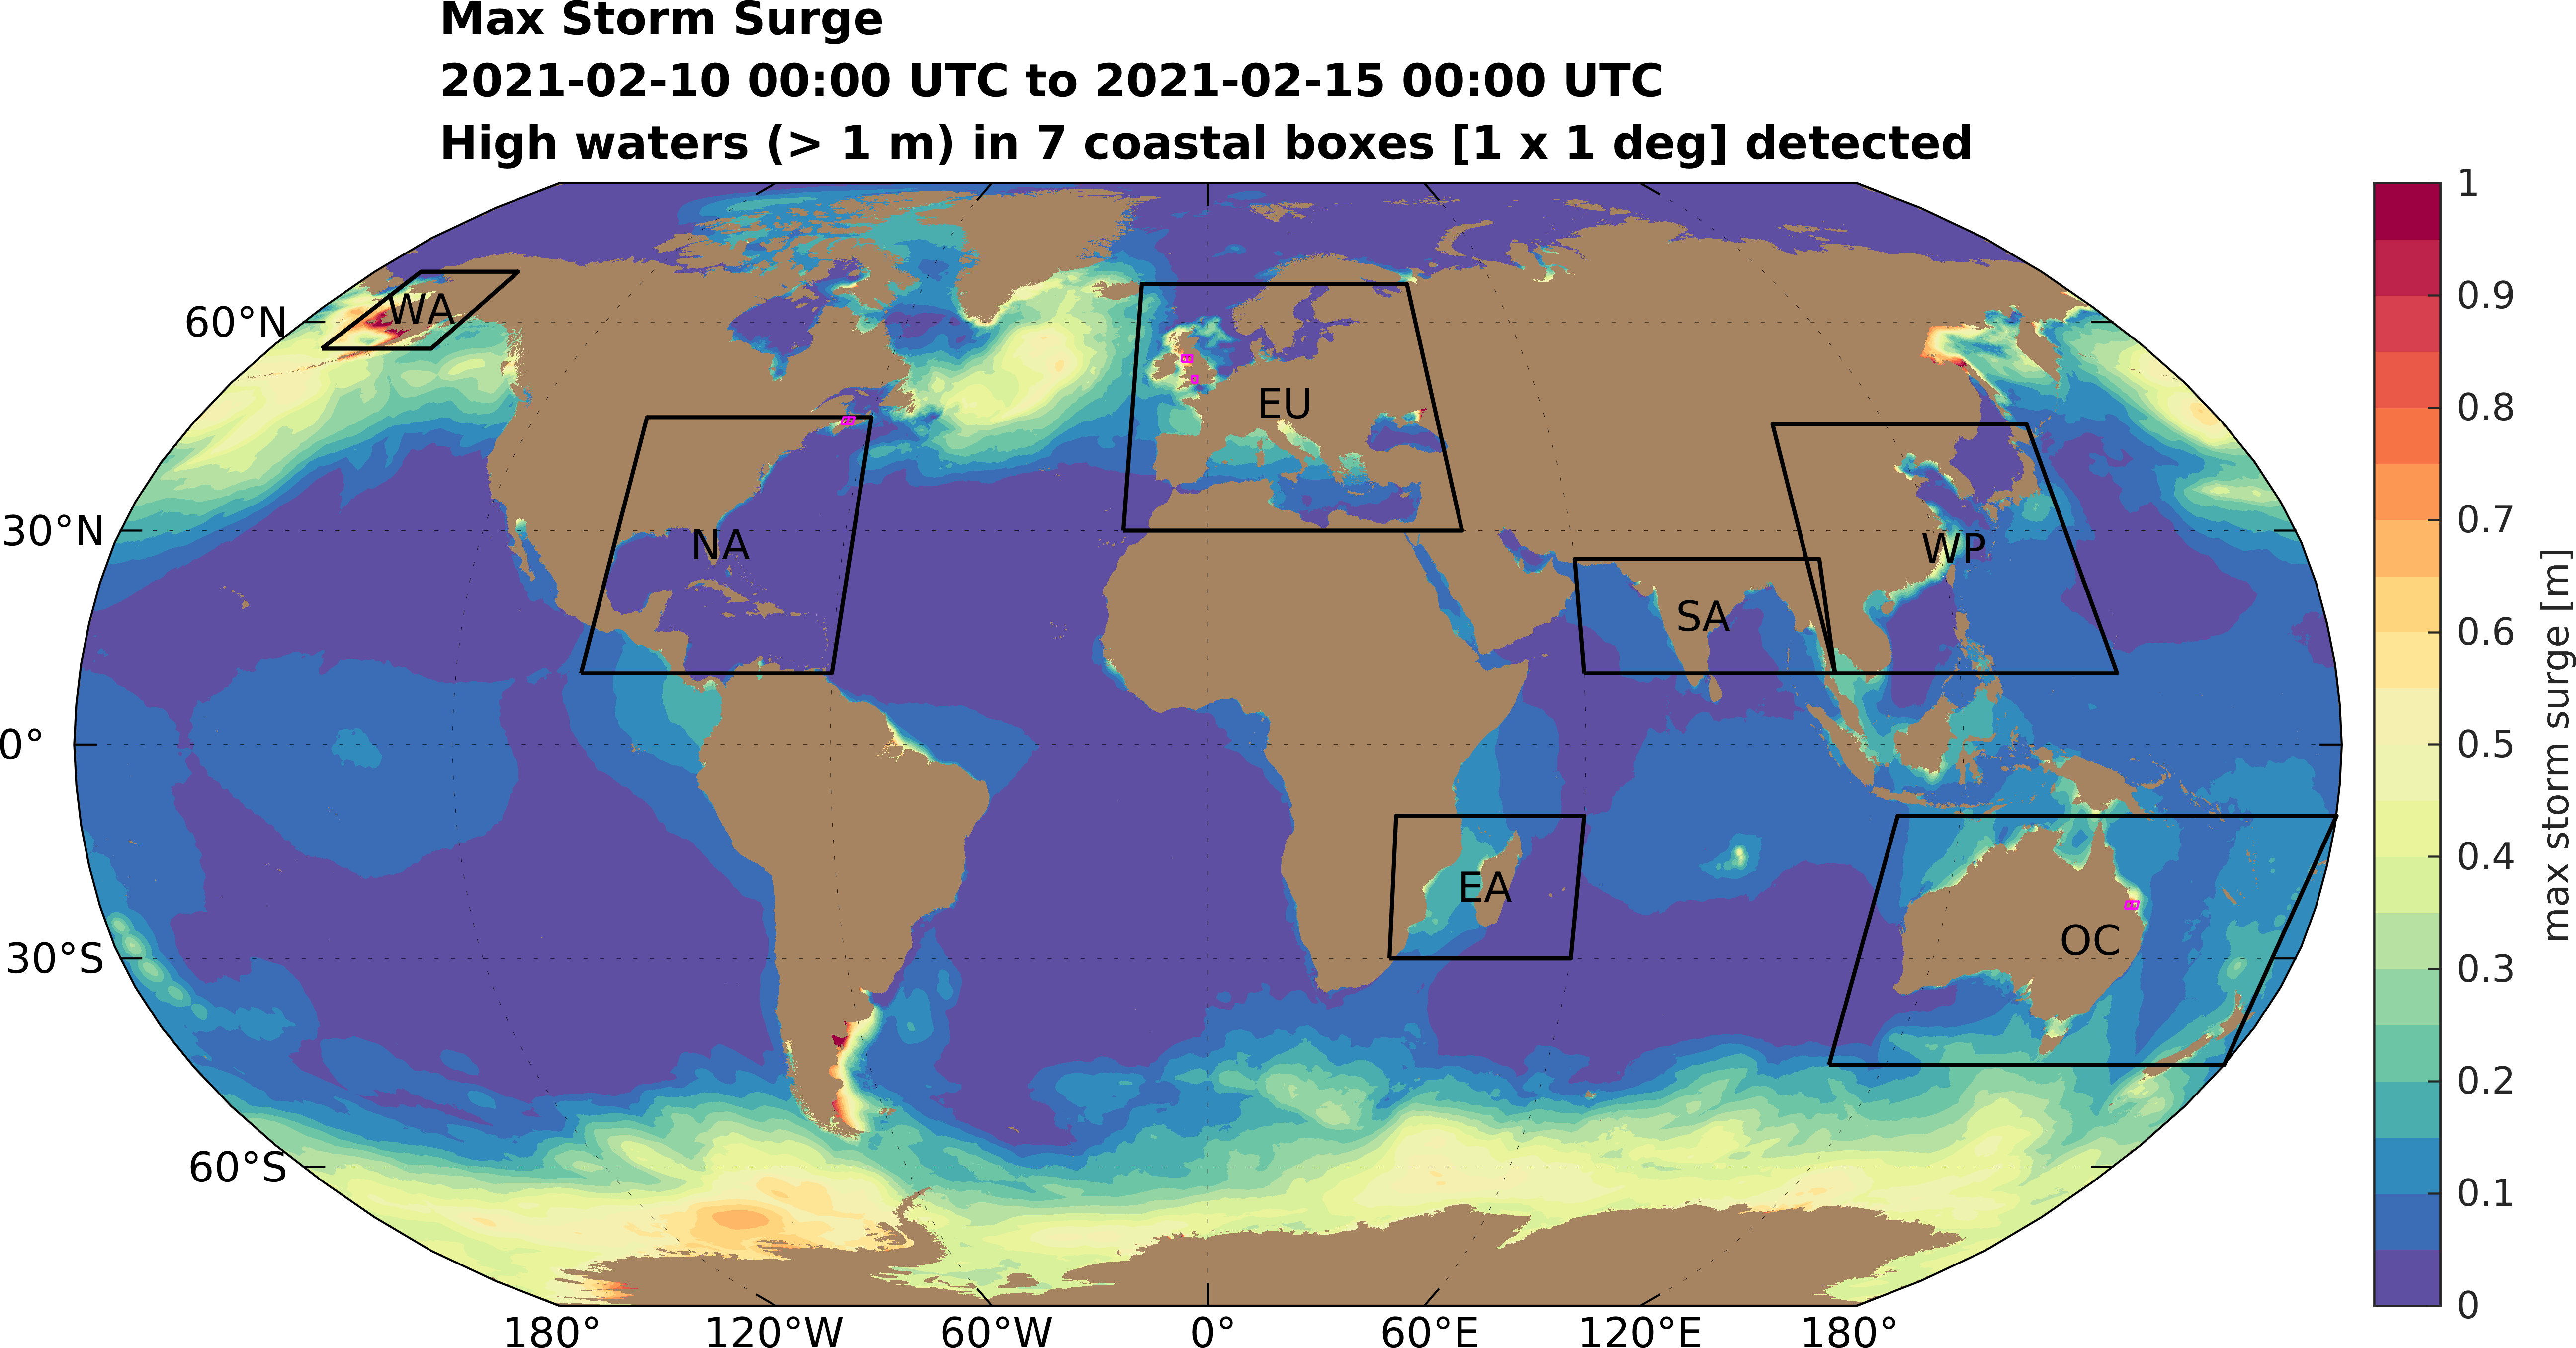 Max Storm Surge
2021-02-10 00:00 UTC to 2021-02-15 00:00 UTC
High waters (> 1 m) in 7 coastal boxes [1 x 1 deg] detected
60°N
30°N
0°
30°S
60°S
180°
120°W
60°W
0°
60°E
120°E
180°
WA
NA
EU
SA
WP
EA
OC
1
0.9
0.8
0.7
0.6
0.5
0.4
0.3
0.2
0.1
0
max storm surge [m]